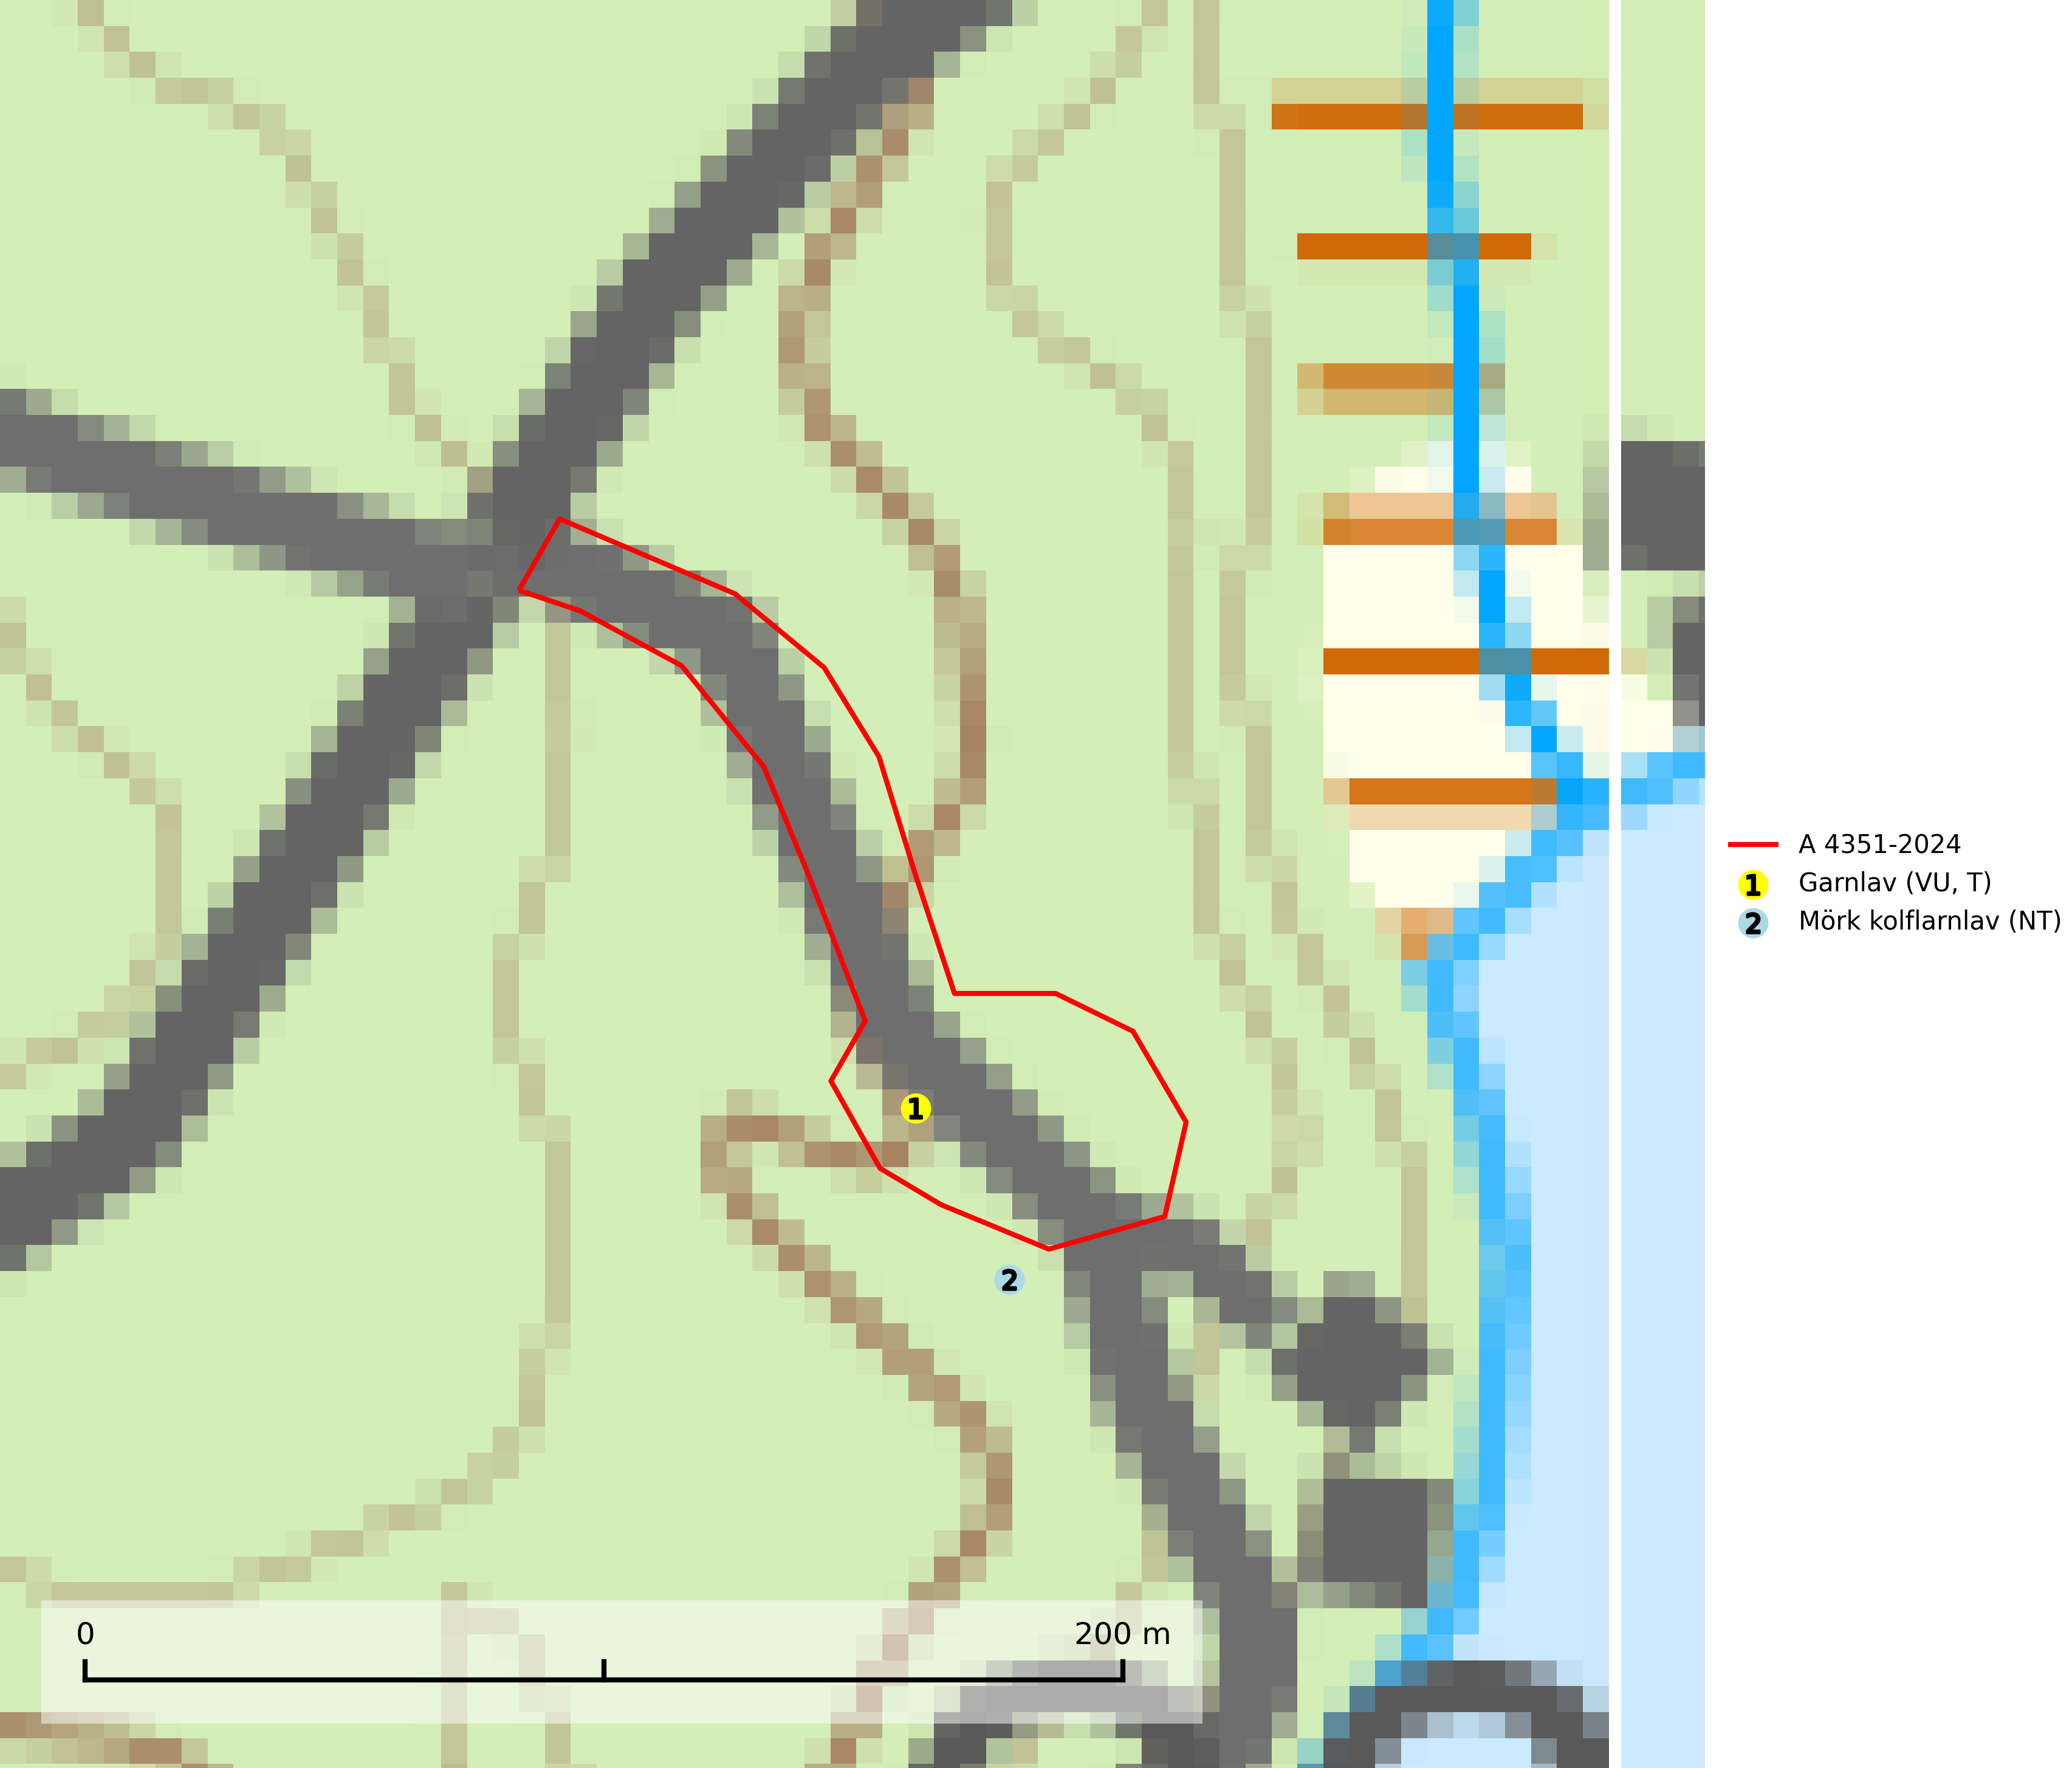 A 4351-2024
1 Garnlav (VU, T)
2 Mörk kolflarnlav (NT)
1
2
0 200 m